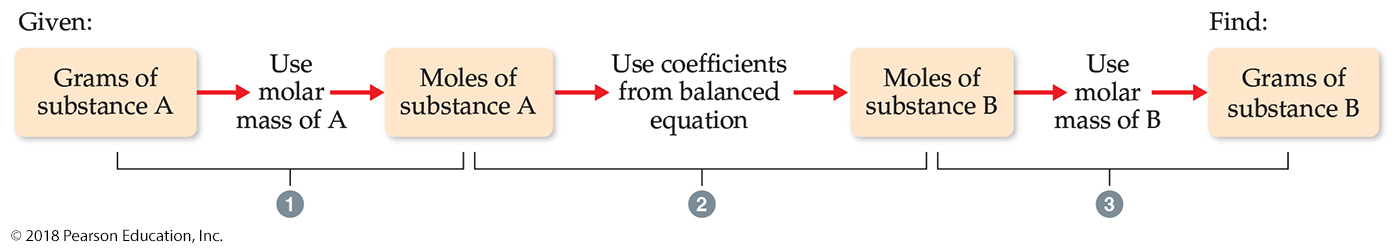 Given:
Find:
Grams of
substance A
Use
molar
mass of A
Moles of
substance A
Use coefficients
from balanced
equation
Moles of
substance B
Use
molar
mass of B
Grams of
substance B
1
2
3
© 2018 Pearson Education, Inc.